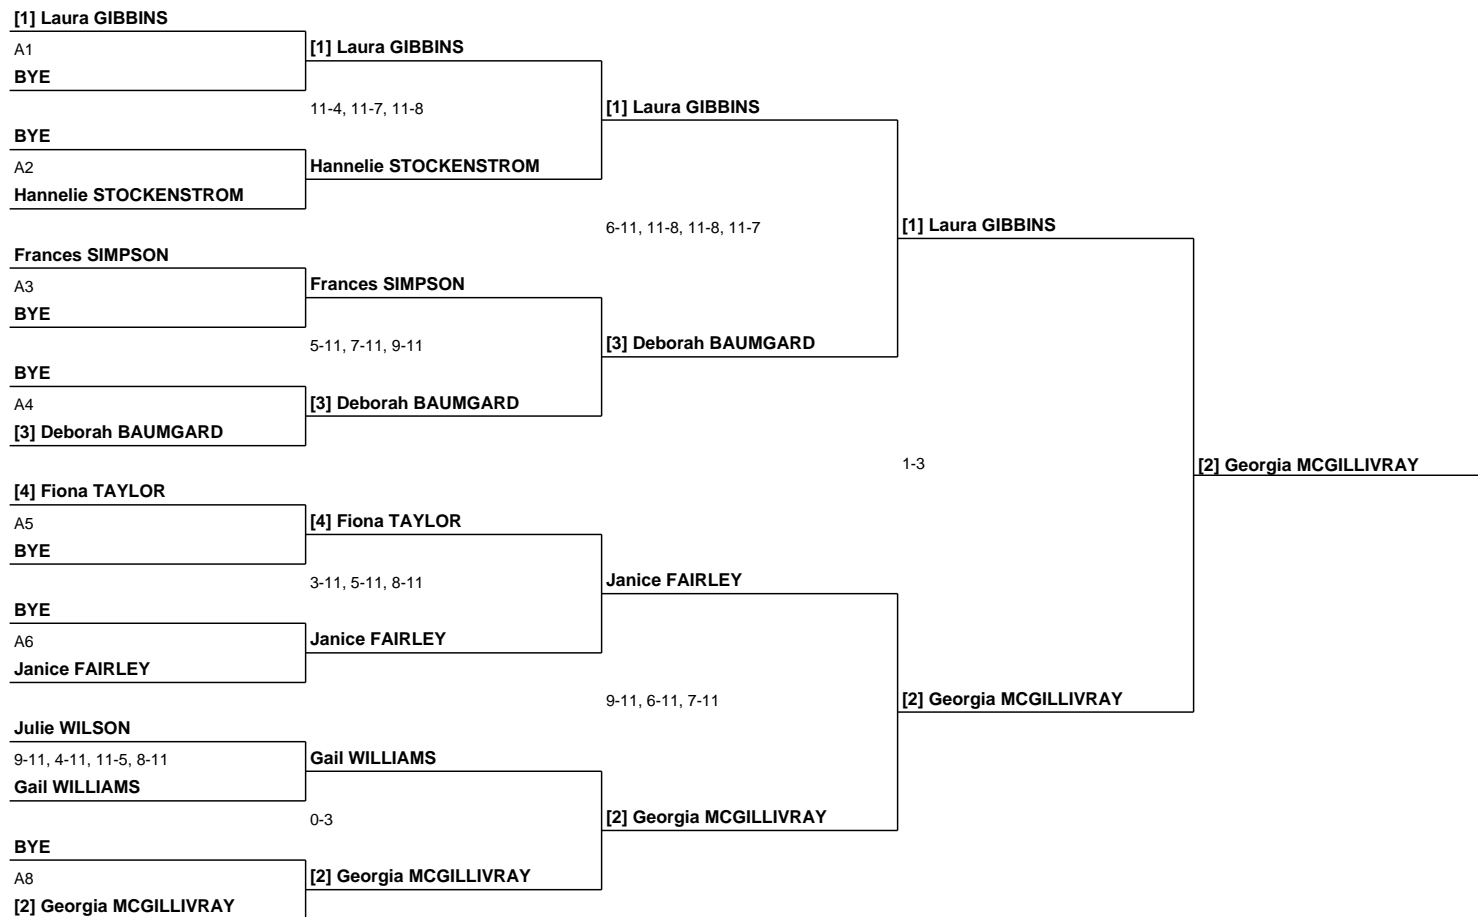 [1] Laura GIBBINS
A1
BYE
[1] Laura GIBBINS
11-4, 11-7, 11-8
BYE
A2
Hannelie STOCKENSTROM
Hannelie STOCKENSTROM
[1] Laura GIBBINS
6-11, 11-8, 11-8, 11-7
Frances SIMPSON
A3
BYE
Frances SIMPSON
5-11, 7-11, 9-11
BYE
A4
[3] Deborah BAUMGARD
[3] Deborah BAUMGARD
[3] Deborah BAUMGARD
[1] Laura GIBBINS
1-3
[2] Georgia MCGILLIVRAY
[4] Fiona TAYLOR
A5
BYE
[4] Fiona TAYLOR
3-11, 5-11, 8-11
BYE
A6
Janice FAIRLEY
Janice FAIRLEY
Janice FAIRLEY
9-11, 6-11, 7-11
[2] Georgia MCGILLIVRAY
Julie WILSON
9-11, 4-11, 11-5, 8-11
Gail WILLIAMS
Gail WILLIAMS
0-3
[2] Georgia MCGILLIVRAY
BYE
A8
[2] Georgia MCGILLIVRAY
[2] Georgia MCGILLIVRAY